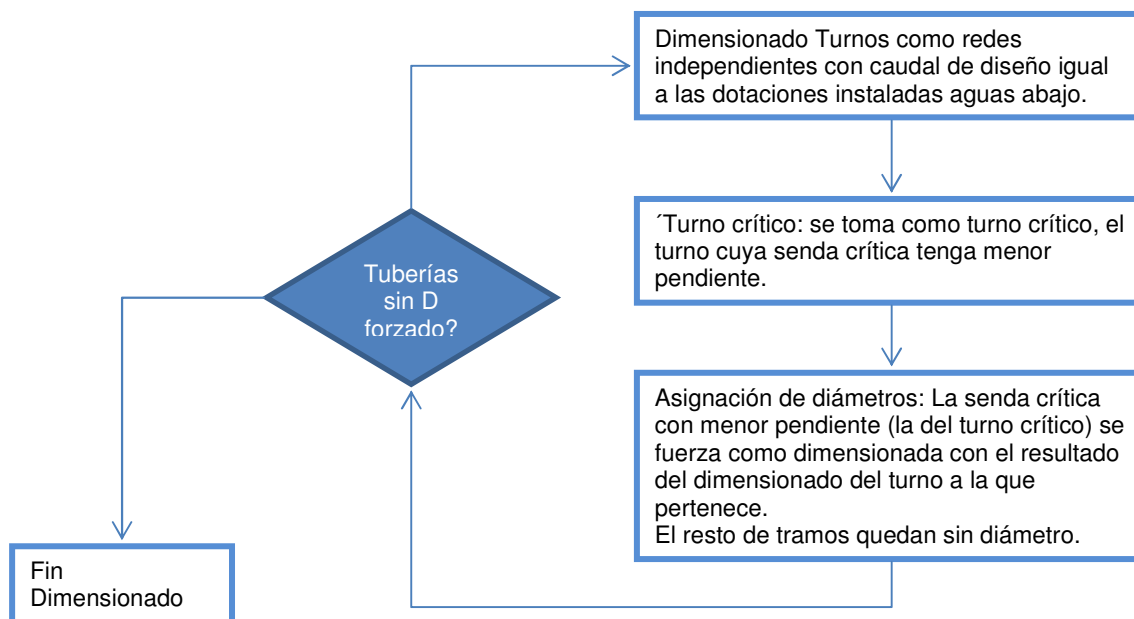 Dimensionado Turnos como redes
independientes con caudal de diseño igual
a las dotaciones instaladas aguas abajo.
´Turno crítico: se toma como turno crítico, el
turno cuya senda crítica tenga menor
pendiente.
Tuberías
sin D
forzado?
Asignación de diámetros: La senda crítica
con menor pendiente (la del turno crítico) se
fuerza como dimensionada con el resultado
del dimensionado del turno a la que
pertenece.
El resto de tramos quedan sin diámetro.
Fin
Dimensionado